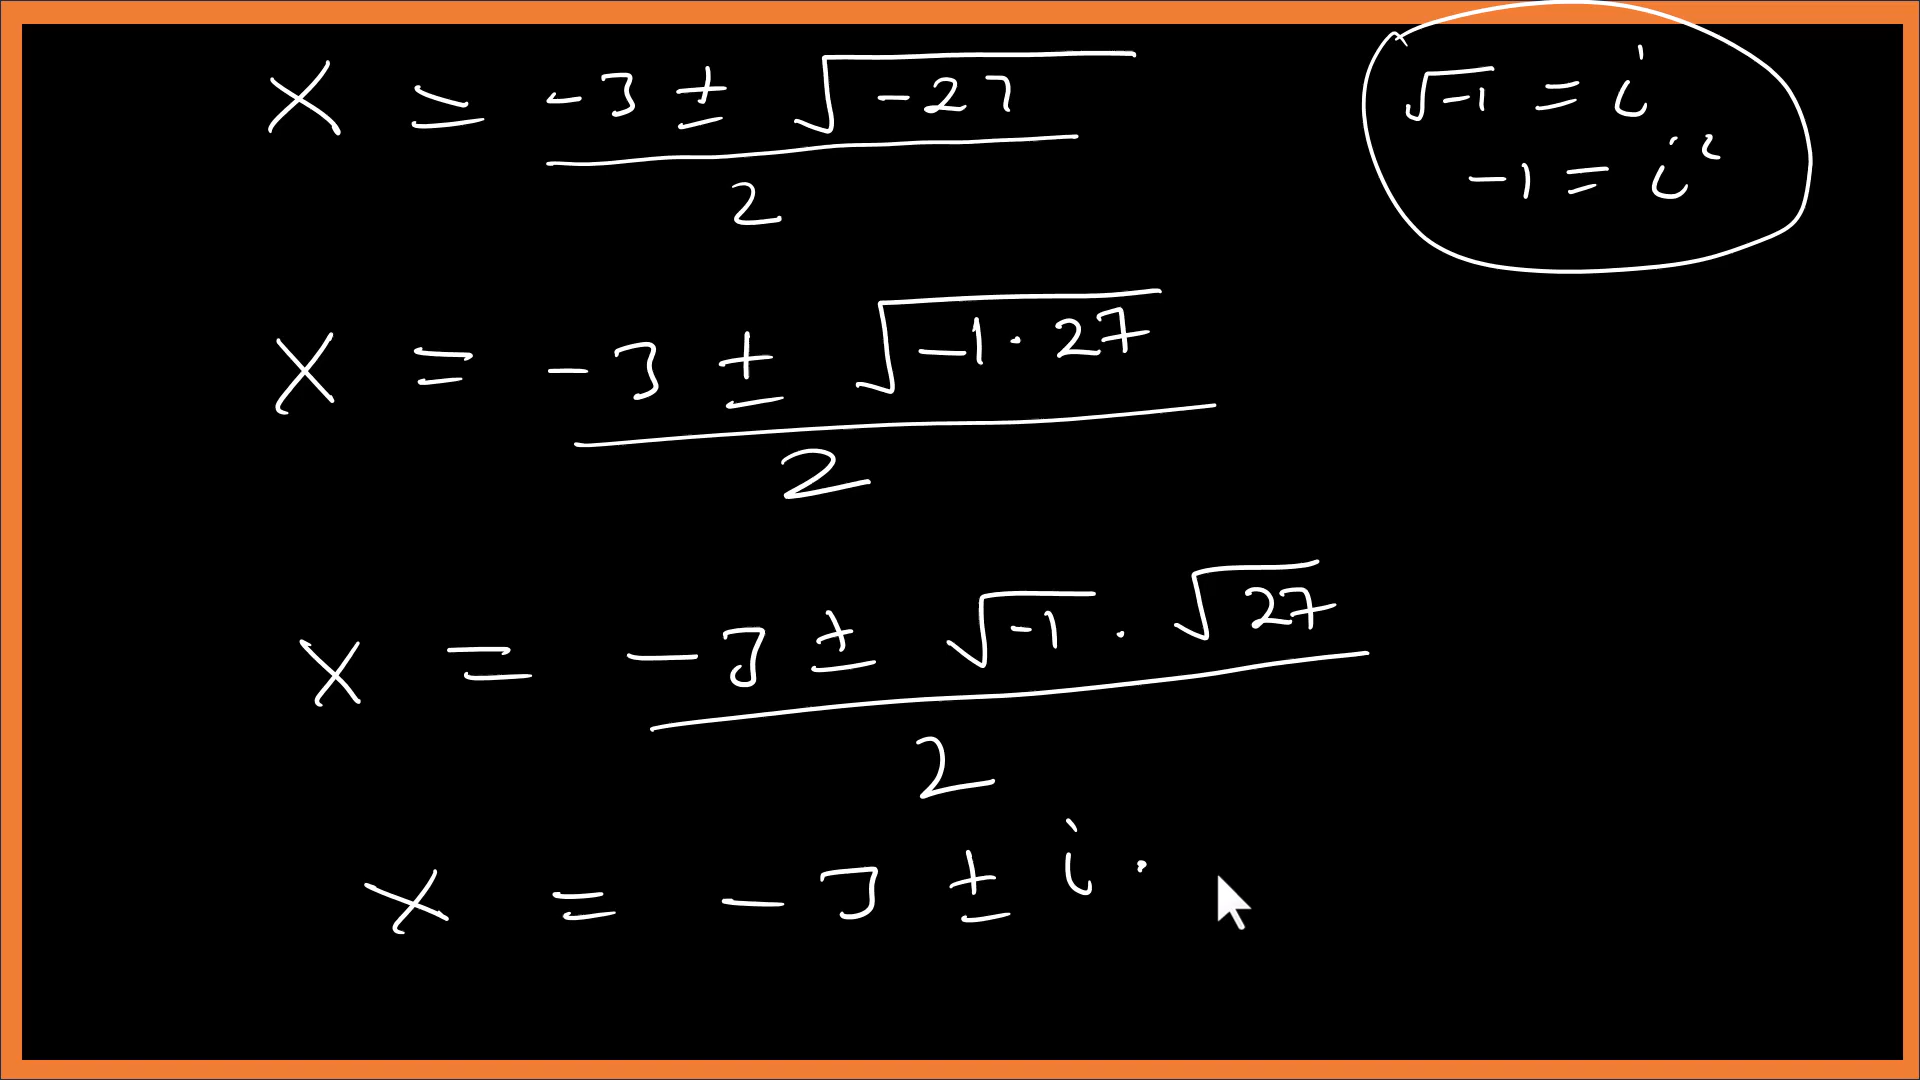 x = -3 ± √-27
2
√-1 = i
-1 = i²
x = -3 ± √-1 · 27
2
x = -3 ± √-1 · √27
2
x = -3 ± i ·